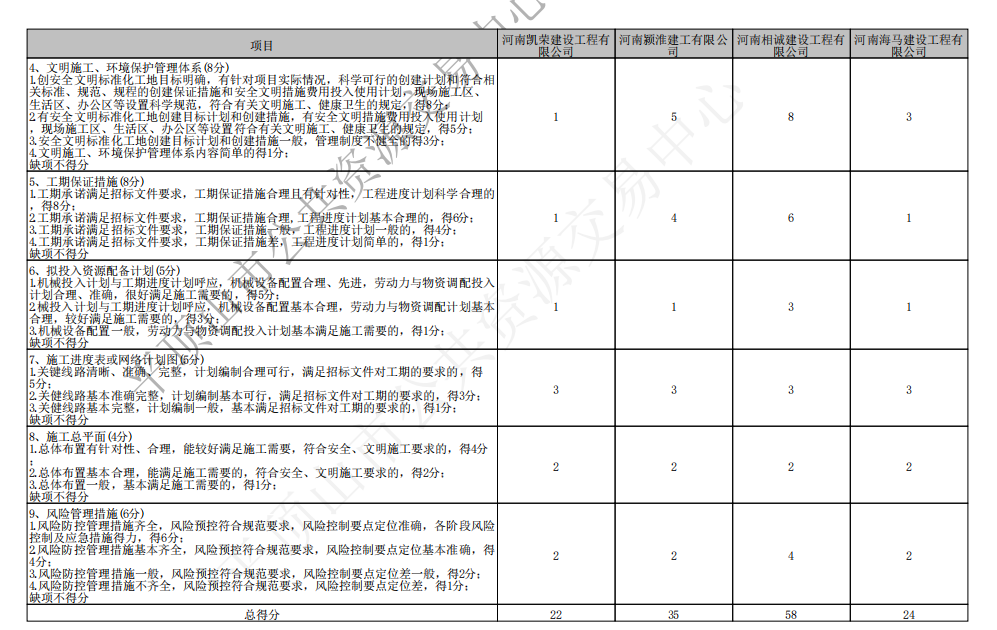 项目
河南凯荣建设工程有
限公司
河南颍淮建工有限公
司
河南相诚建设工程有
限公司
河南海马建设工程有
限公司
4、文明施工、环境保护管理体系(8分)
1.创安全文明标准化工地目标明确，有针对项目实际情况，科学可行的创建计划和符合相
关标准、规范、规程的创建保证措施和安全文明措施费用投入使用计划，现场施工区、
生活区、办公区等设置科学规范，符合有关文明施工、健康卫生的规定，得8分；
2有安全文明标准化工地创建目标计划和创建措施，有安全文明措施费用投入使用计划
，现场施工区、生活区、办公区等设置符合有关文明施工、健康卫生的规定，得5分；
3.安全文明标准化工地创建目标计划和创建措施一般，管理制度不健全的得3分；
4.文明施工、环境保护管理体系内容简单的得1分；
缺项不得分
1
5
8
3
5、工期保证措施(8分)
1.工期承诺满足招标文件要求，工期保证措施合理且有针对性，工程进度计划科学合理的
，得8分；
2工期承诺满足招标文件要求，工期保证措施合理,工程进度计划基本合理的，得6分；
3.工期承诺满足招标文件要求，工期保证措施一般，工程进度计划一般的，得4分；
4.工期承诺满足招标文件要求，工期保证措施差，工程进度计划简单的，得1分；
缺项不得分
1
4
6
1
6、拟投入资源配备计划(5分)
1.机械投入计划与工期进度计划呼应，机械设备配置合理、先进，劳动力与物资调配投入
计划合理、准确，很好满足施工需要的，得5分；
2械投入计划与工期进度计划呼应，机械设备配置基本合理，劳动力与物资调配计划基本
合理，较好满足施工需要的，得3分；
3.机械设备配置一般，劳动力与物资调配投入计划基本满足施工需要的，得1分；
缺项不得分
1
1
3
1
7、施工进度表或网络计划图(5分)
1.关键线路清晰、准确、完整，计划编制合理可行，满足招标文件对工期的要求的，得
5分；
2.关健线路基本准确完整，计划编制基本可行，满足招标文件对工期的要求的，得3分；
3.关健线路基本完整，计划编制一般，基本满足招标文件对工期的要求的，得1分；
缺项不得分
3
3
3
3
8、施工总平面(4分)
1.总体布置有针对性、合理，能较好满足施工需要，符合安全、文明施工要求的，得4分
；
2.总体布置基本合理，能满足施工需要的，符合安全、文明施工要求的，得2分；
3.总体布置一般，基本满足施工需要的，得1分；
缺项不得分
2
2
2
2
9、风险管理措施(6分)
1.风险防控管理措施齐全，风险预控符合规范要求，风险控制要点定位准确，各阶段风险
控制及应急措施得力，得6分；
2风险防控管理措施基本齐全，风险预控符合规范要求，风险控制要点定位基本准确，得
4分；
3.风险防控管理措施一般，风险预控符合规范要求，风险控制要点定位差一般，得2分；
4.风险防控管理措施不齐全，风险预控符合规范要求，风险控制要点定位差，得1分；
缺项不得分
2
2
4
2
总得分
22
35
58
24
平顶山市公共资源交易中心
平顶山市公共资源交易中心